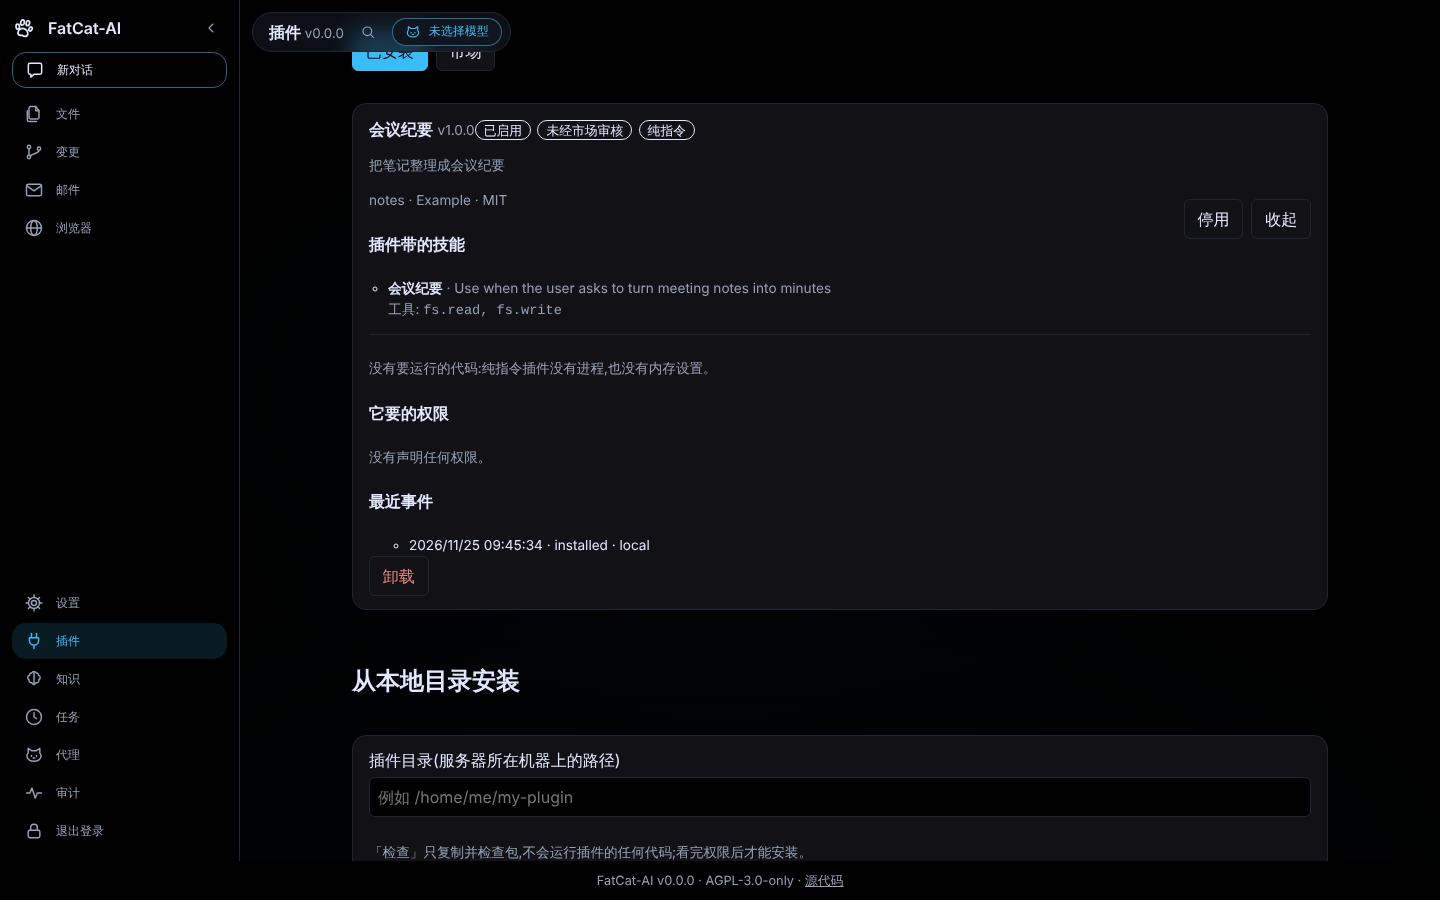 FatCat-AI
新对话
文件
变更
邮件
浏览器
设置
插件
知识
任务
代理
审计
退出登录
插件 v0.0.0
未选择模型
已安装
市场
会议纪要 v1.0.0 已启用 未经市场审核 纯指令
把笔记整理成会议纪要
notes · Example · MIT
停用
收起
插件带的技能
会议纪要 · Use when the user asks to turn meeting notes into minutes
工具: fs.read, fs.write
没有要运行的代码:纯指令插件没有进程,也没有内存设置。
它要的权限
没有声明任何权限。
最近事件
2026/11/25 09:45:34 · installed · local
卸载
从本地目录安装
插件目录(服务器所在机器上的路径)
例如 /home/me/my-plugin
「检查」只复制并检查包,不会运行插件的任何代码;看完权限后才能安装。
FatCat-AI v0.0.0 · AGPL-3.0-only · 源代码